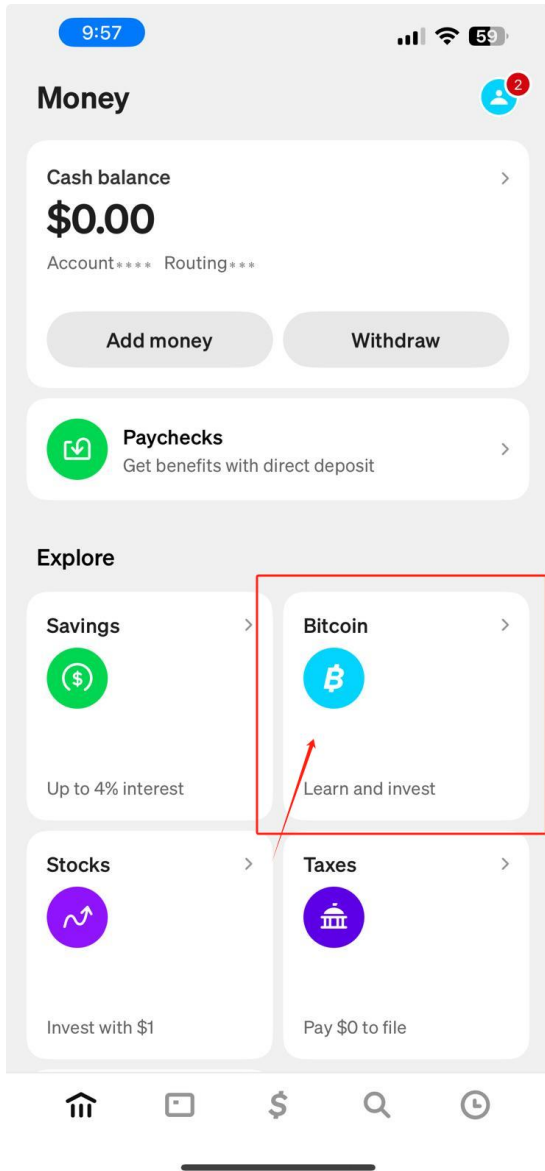 9:57
59
Money
2
Cash balance
$0.00
Account**** Routing***
Add money
Withdraw
Paychecks
Get benefits with direct deposit
Explore
Savings
Bitcoin
Up to 4% interest
Learn and invest
Stocks
Taxes
Invest with $1
Pay $0 to file